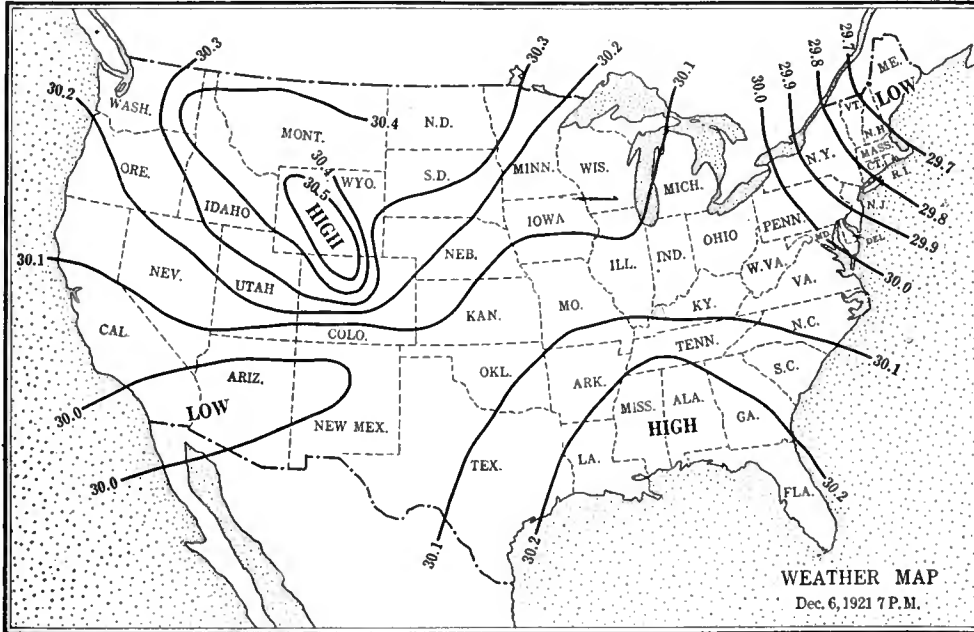 30.3
30.3
30.2
30.1
29.7
29.8
29.9
30.0
ME.
LOW
30.2
WASH.
MONT.
30.4
N.D.
VT.
N.H.
MASS.
CT.
R.I.
29.7
ORE.
30.4
30.5
WYO.
S.D.
MINN.
WIS.
MICH.
N.Y.
IDAHO
HIGH
IOWA
PENN.
N.J.
29.8
29.9
30.1
NEV.
UTAH
NEB.
ILL.
IND.
OHIO
MD.
DEL.
W.VA.
30.0
VA.
CAL.
COLO.
KAN.
MO.
KY.
N.C.
TENN.
30.1
30.0
ARIZ.
LOW
OKL.
ARK.
S.C.
NEW MEX.
MISS.
ALA.
GA.
HIGH
30.0
TEX.
LA.
30.2
FLA.
30.1
30.2
WEATHER MAP
Dec. 6, 1921 7 P.M.